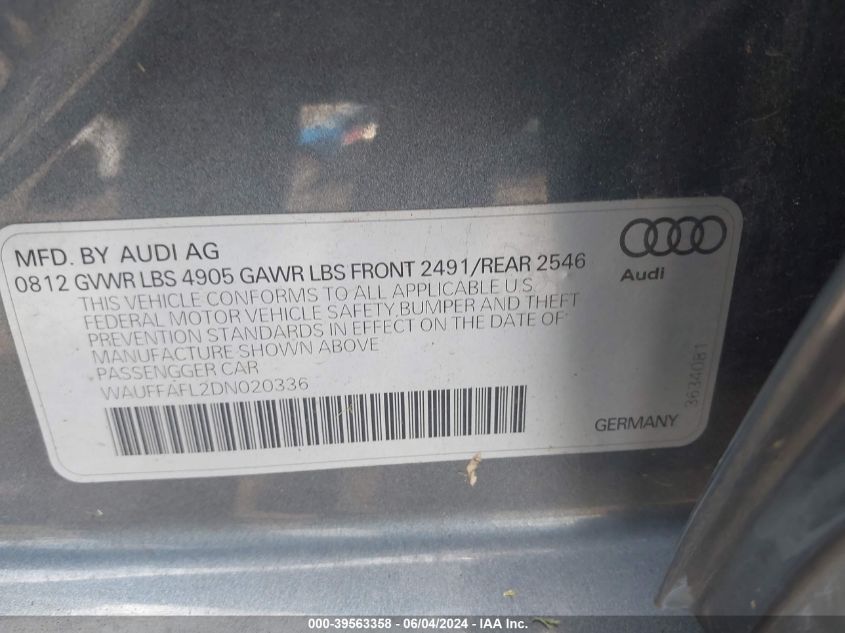 MFD. BY AUDI AG
0812 GVWR LBS 4905 GAWR LBS FRONT 2491/REAR 2546
THIS VEHICLE CONFORMS TO ALL APPLICABLE U.S.
FEDERAL MOTOR VEHICLE SAFETY,BUMPER AND THEFT
PREVENTION STANDARDS IN EFFECT ON THE DATE OF
MANUFACTURE SHOWN ABOVE
PASSENGGER CAR
WAUFFAFL2DN020336
Audi
3634081
GERMANY
000-39563358 - 06/04/2024 - IAA Inc.